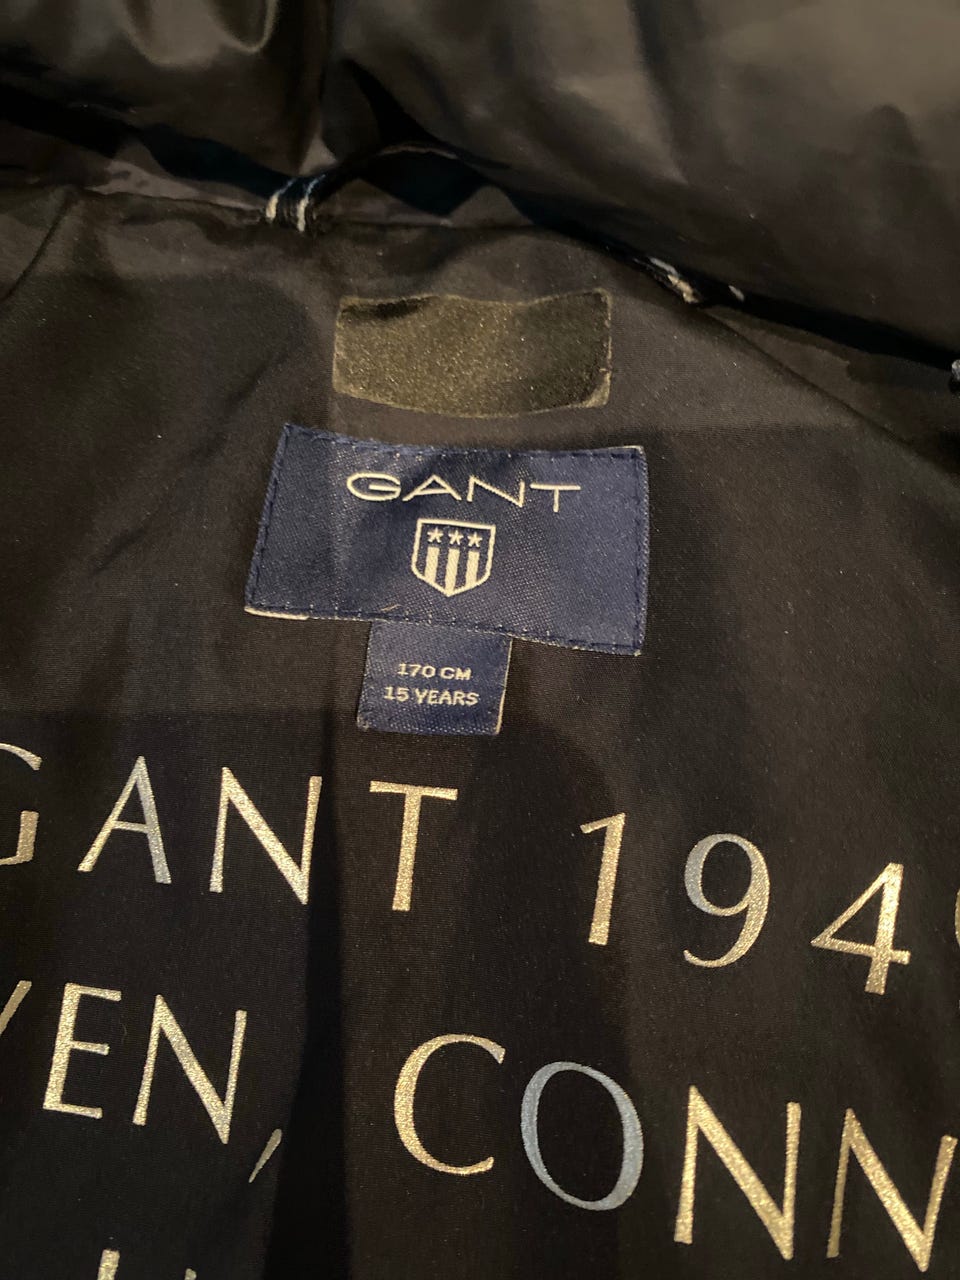 GANT
170 CM
15 YEARS
GANT 194
VEN, CONN